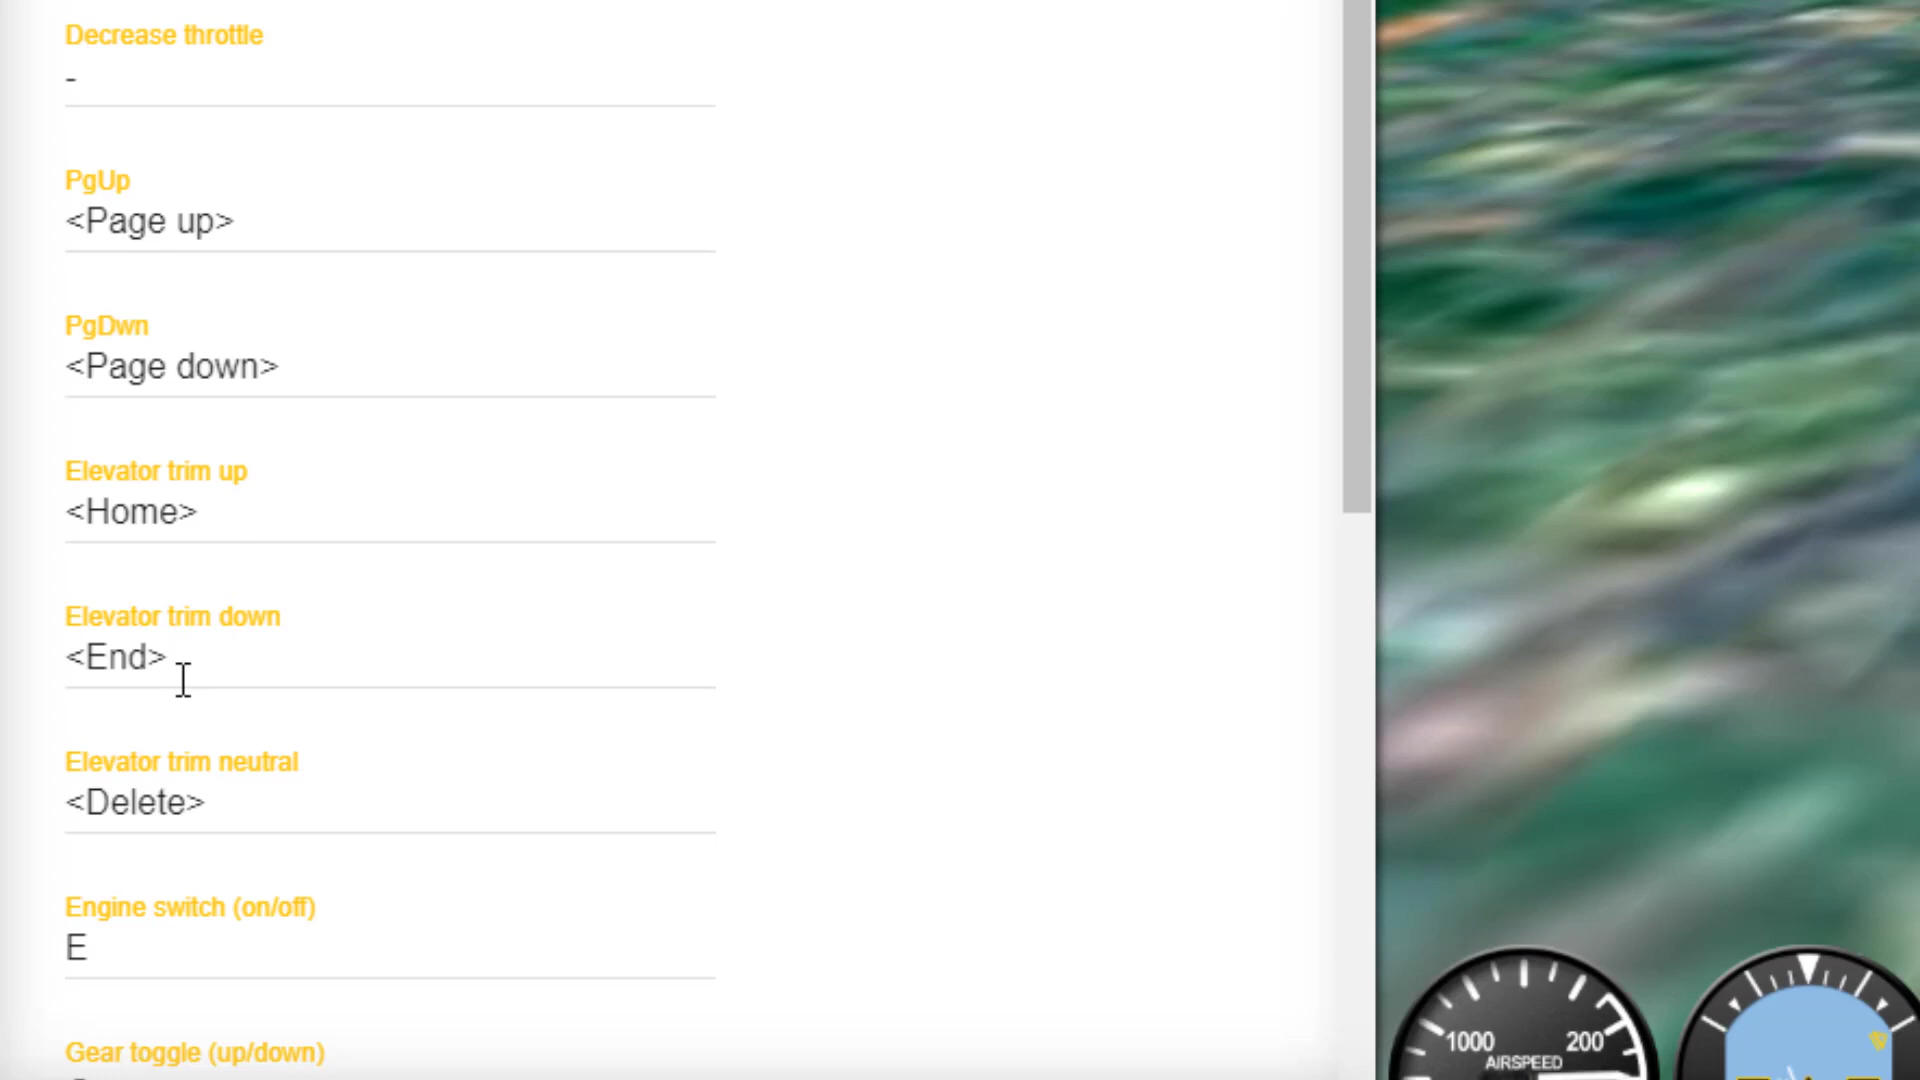 Decrease throttle
-
PgUp
<Page up>
PgDwn
<Page down>
Elevator trim up
<Home>
Elevator trim down
<End>
Elevator trim neutral
<Delete>
Engine switch (on/off)
E
Gear toggle (up/down)
1000 200
AIRSPEED